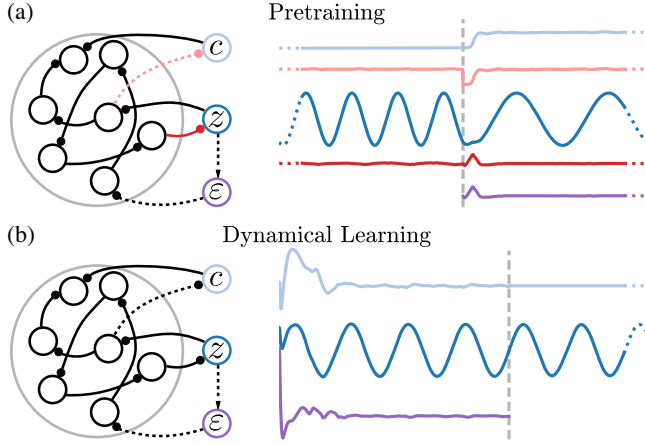 (a) Pretraining
c
z
ε
(b) Dynamical Learning
c
z
ε